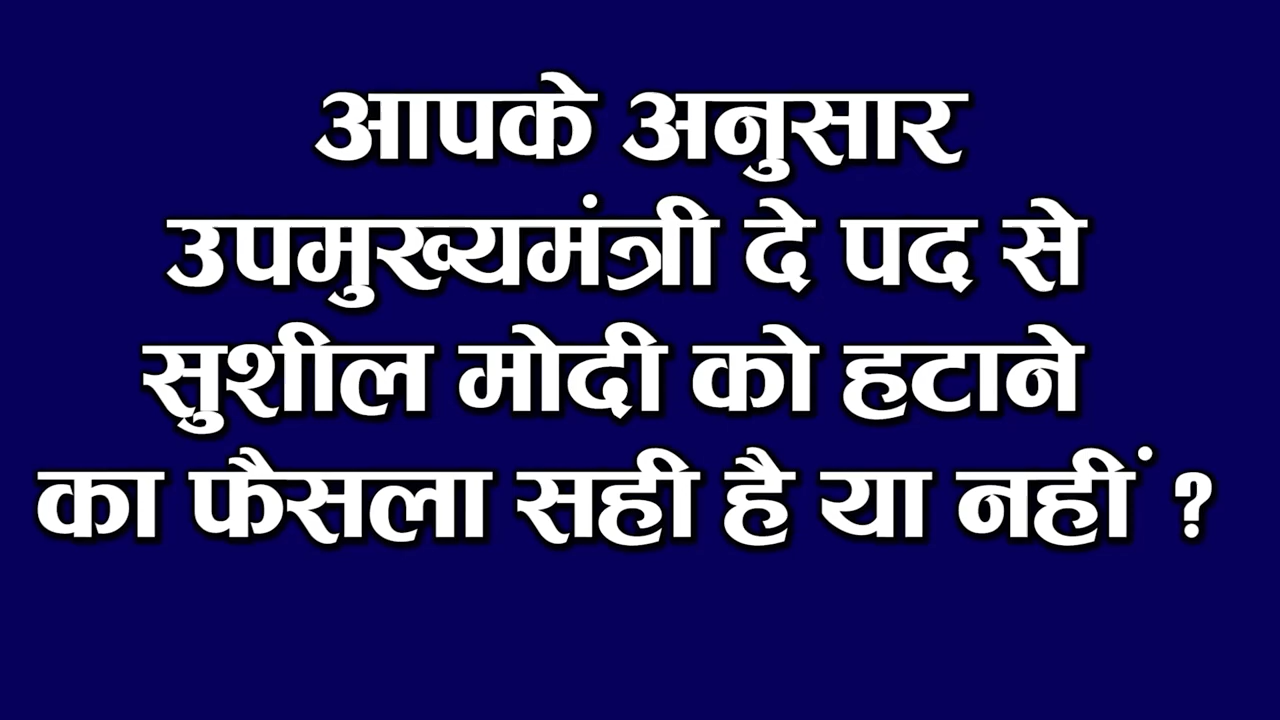 आपके अनुसार
उपमुख्यमंत्री दे पद से
सुशील मोदी को हटाने
का फैसला सही है या नहीं ?